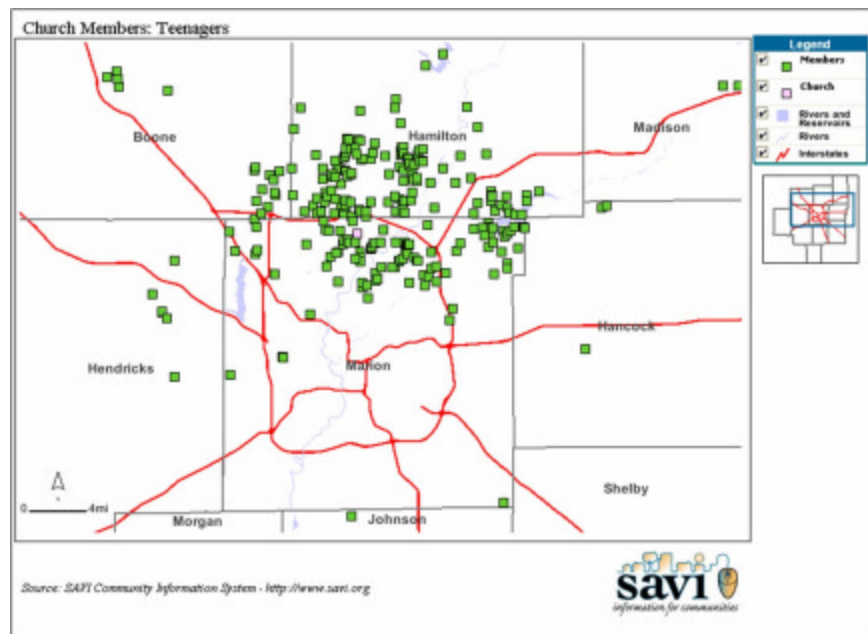 Church Members: Teenagers
Legend
Members
Church
Rivers and
Reservoirs
Rivers
Interstates
Boone
Hamilton
Madison
Hendricks
Marion
Hancock
Shelby
Morgan
Johnson
0
4mi
Source: SAVI Community Information System - http://www.savi.org
savi
information for communities